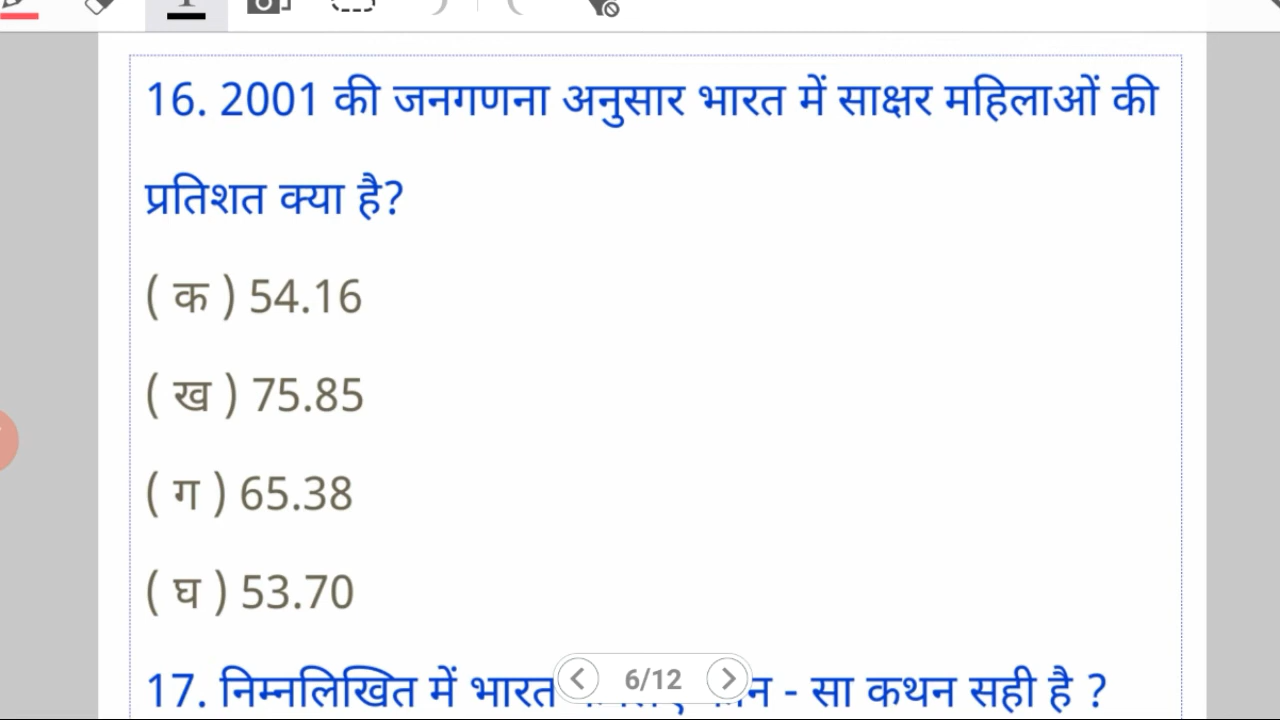 16. 2001 की जनगणना अनुसार भारत में साक्षर महिलाओं की
प्रतिशत क्या है?
( क ) 54.16
( ख ) 75.85
( ग ) 65.38
( घ ) 53.70
17. निम्नलिखित में भारत - सा कथन सही है ?
6/12